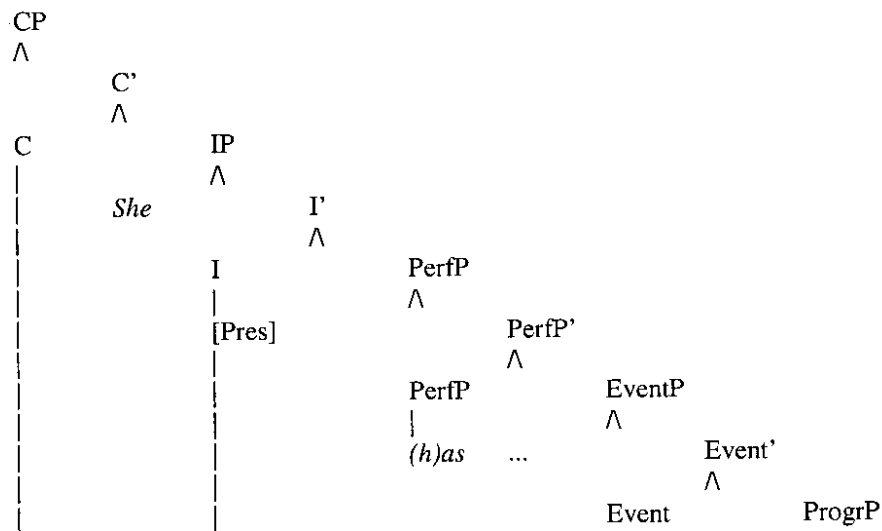 CP
C'
C IP
She I'
I PerfP
[Pres] PerfP'
PerfP EventP
(h)as ... Event'
Event ProgrP